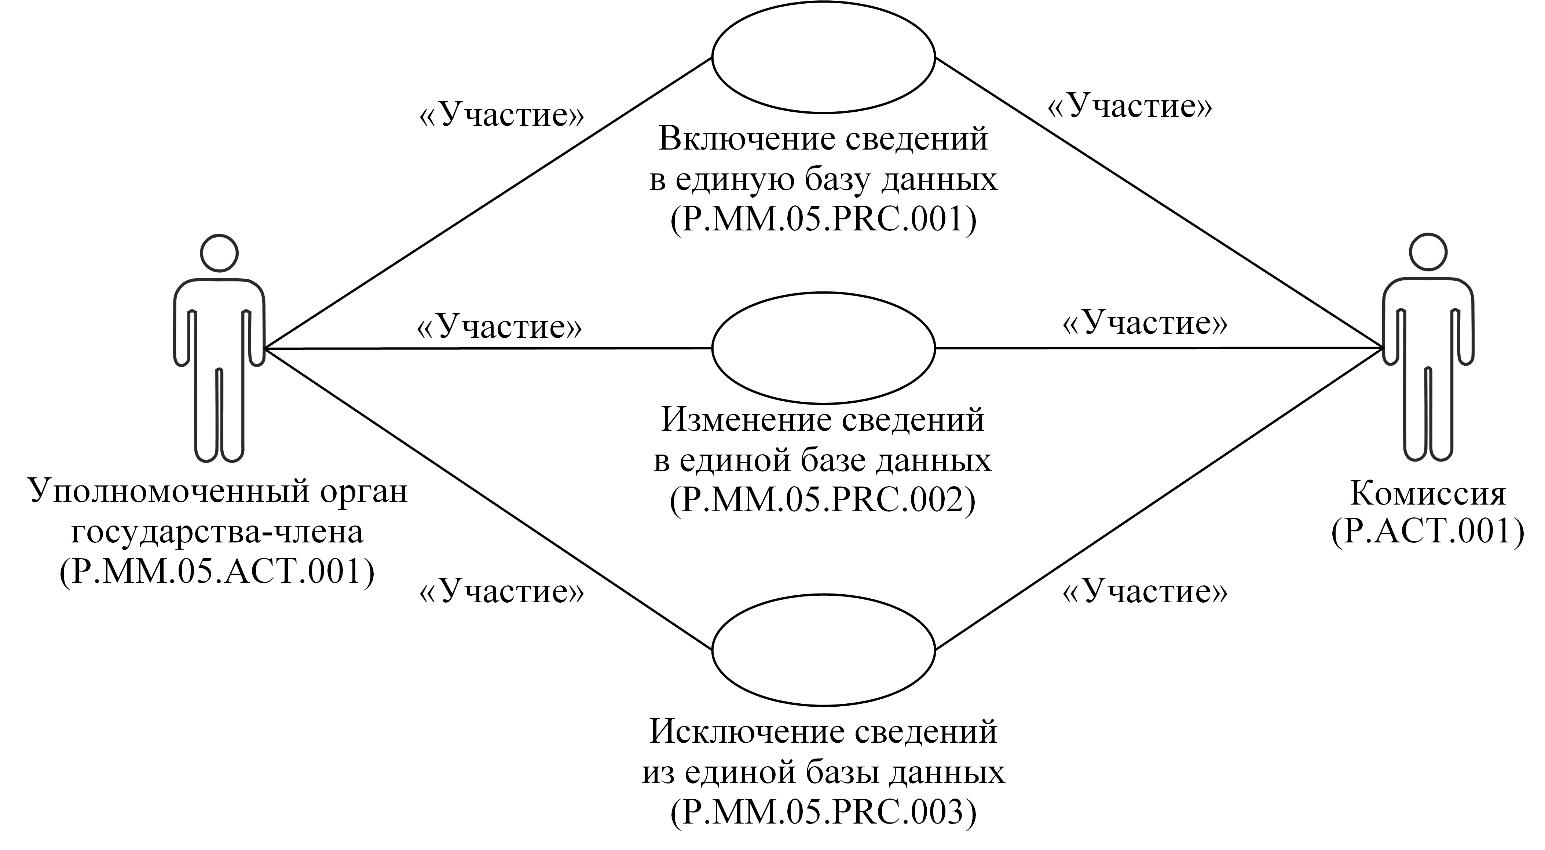 «Участие»
«Участие»
Включение сведений
в единую базу данных
(P.MM.05.PRC.001)
«Участие»
«Участие»
Изменение сведений
в единой базе данных
(P.MM.05.PRC.002)
Уполномоченный орган
государства-члена
(P.MM.05.ACT.001)
Комиссия
(P.ACT.001)
«Участие»
«Участие»
Исключение сведений
из единой базы данных
(P.MM.05.PRC.003)